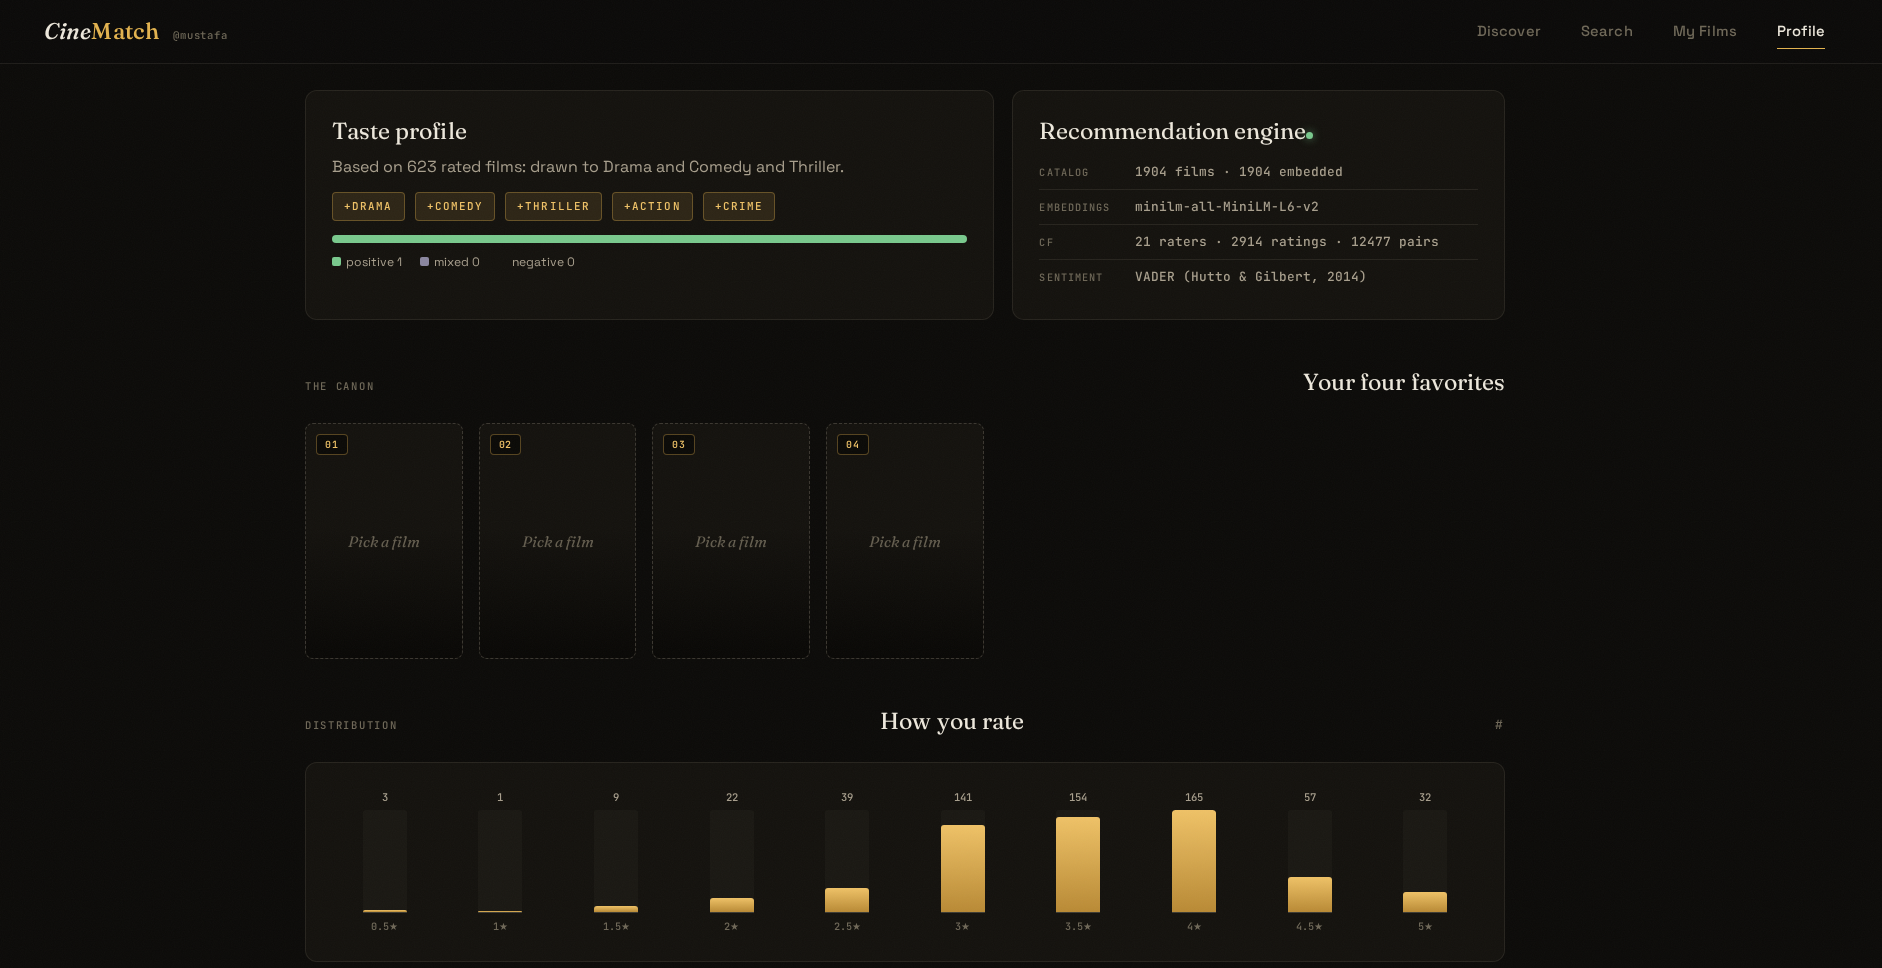 CineMatch @mustafa
Discover Search My Films Profile
Taste profile
Based on 623 rated films: drawn to Drama and Comedy and Thriller.
+DRAMA +COMEDY +THRILLER +ACTION +CRIME
positive 1 mixed 0 negative 0
Recommendation engine
CATALOG 1904 films · 1904 embedded
EMBEDDINGS minilm-all-MiniLM-L6-v2
CF 21 raters · 2914 ratings · 12477 pairs
SENTIMENT VADER (Hutto & Gilbert, 2014)
THE CANON Your four favorites
01 02 03 04
Pick a film Pick a film Pick a film Pick a film
DISTRIBUTION How you rate #
3 1 9 22 39 141 154 165 57 32
0.5★ 1★ 1.5★ 2★ 2.5★ 3★ 3.5★ 4★ 4.5★ 5★